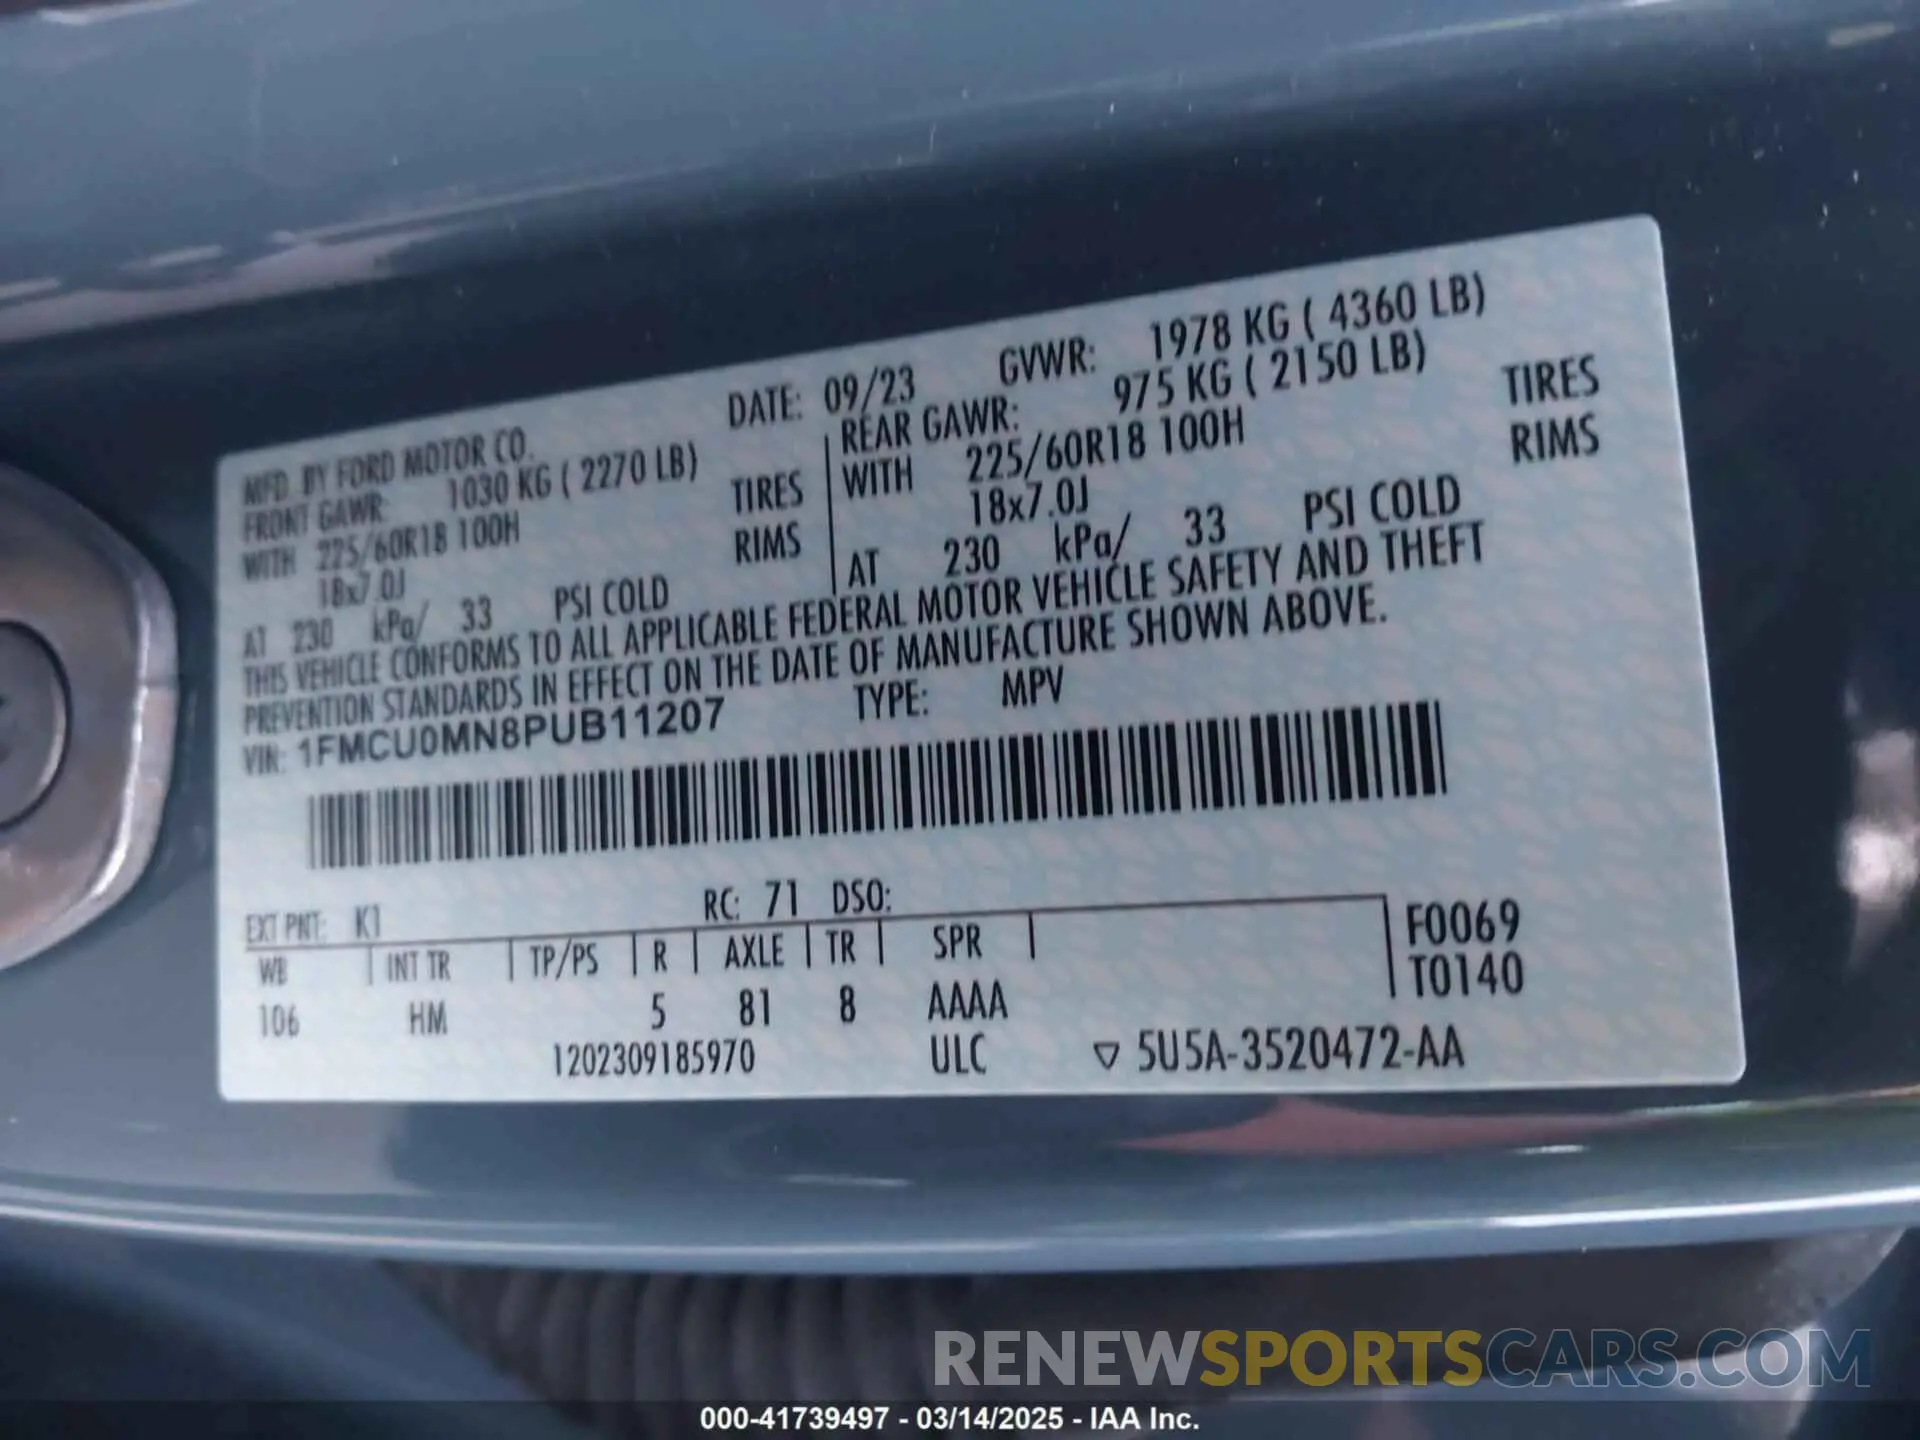 MFD. BY FORD MOTOR CO.
DATE: 09/23 GVWR: 1978 KG ( 4360 LB)
FRONT GAWR: 1030 KG ( 2270 LB)
WITH 225/60R18 100H TIRES
18x7.0J RIMS
AT 230 kPa/ 33 PSI COLD
REAR GAWR: 975 KG ( 2150 LB)
WITH 225/60R18 100H TIRES
18x7.0J RIMS
AT 230 kPa/ 33 PSI COLD
THIS VEHICLE CONFORMS TO ALL APPLICABLE FEDERAL MOTOR VEHICLE SAFETY AND THEFT
PREVENTION STANDARDS IN EFFECT ON THE DATE OF MANUFACTURE SHOWN ABOVE.
VIN: 1FMCU0MN8PUB11207 TYPE: MPV
EXT PNT: K1 RC: 71 DSO:
WB INT TR TP/PS R AXLE TR SPR F0069
106 HM 5 81 8 AAAA T0140
1202309185970 ULC ▽ 5U5A-3520472-AA
RENEWSPORTSCARS.COM
000-41739497 - 03/14/2025 - IAA Inc.